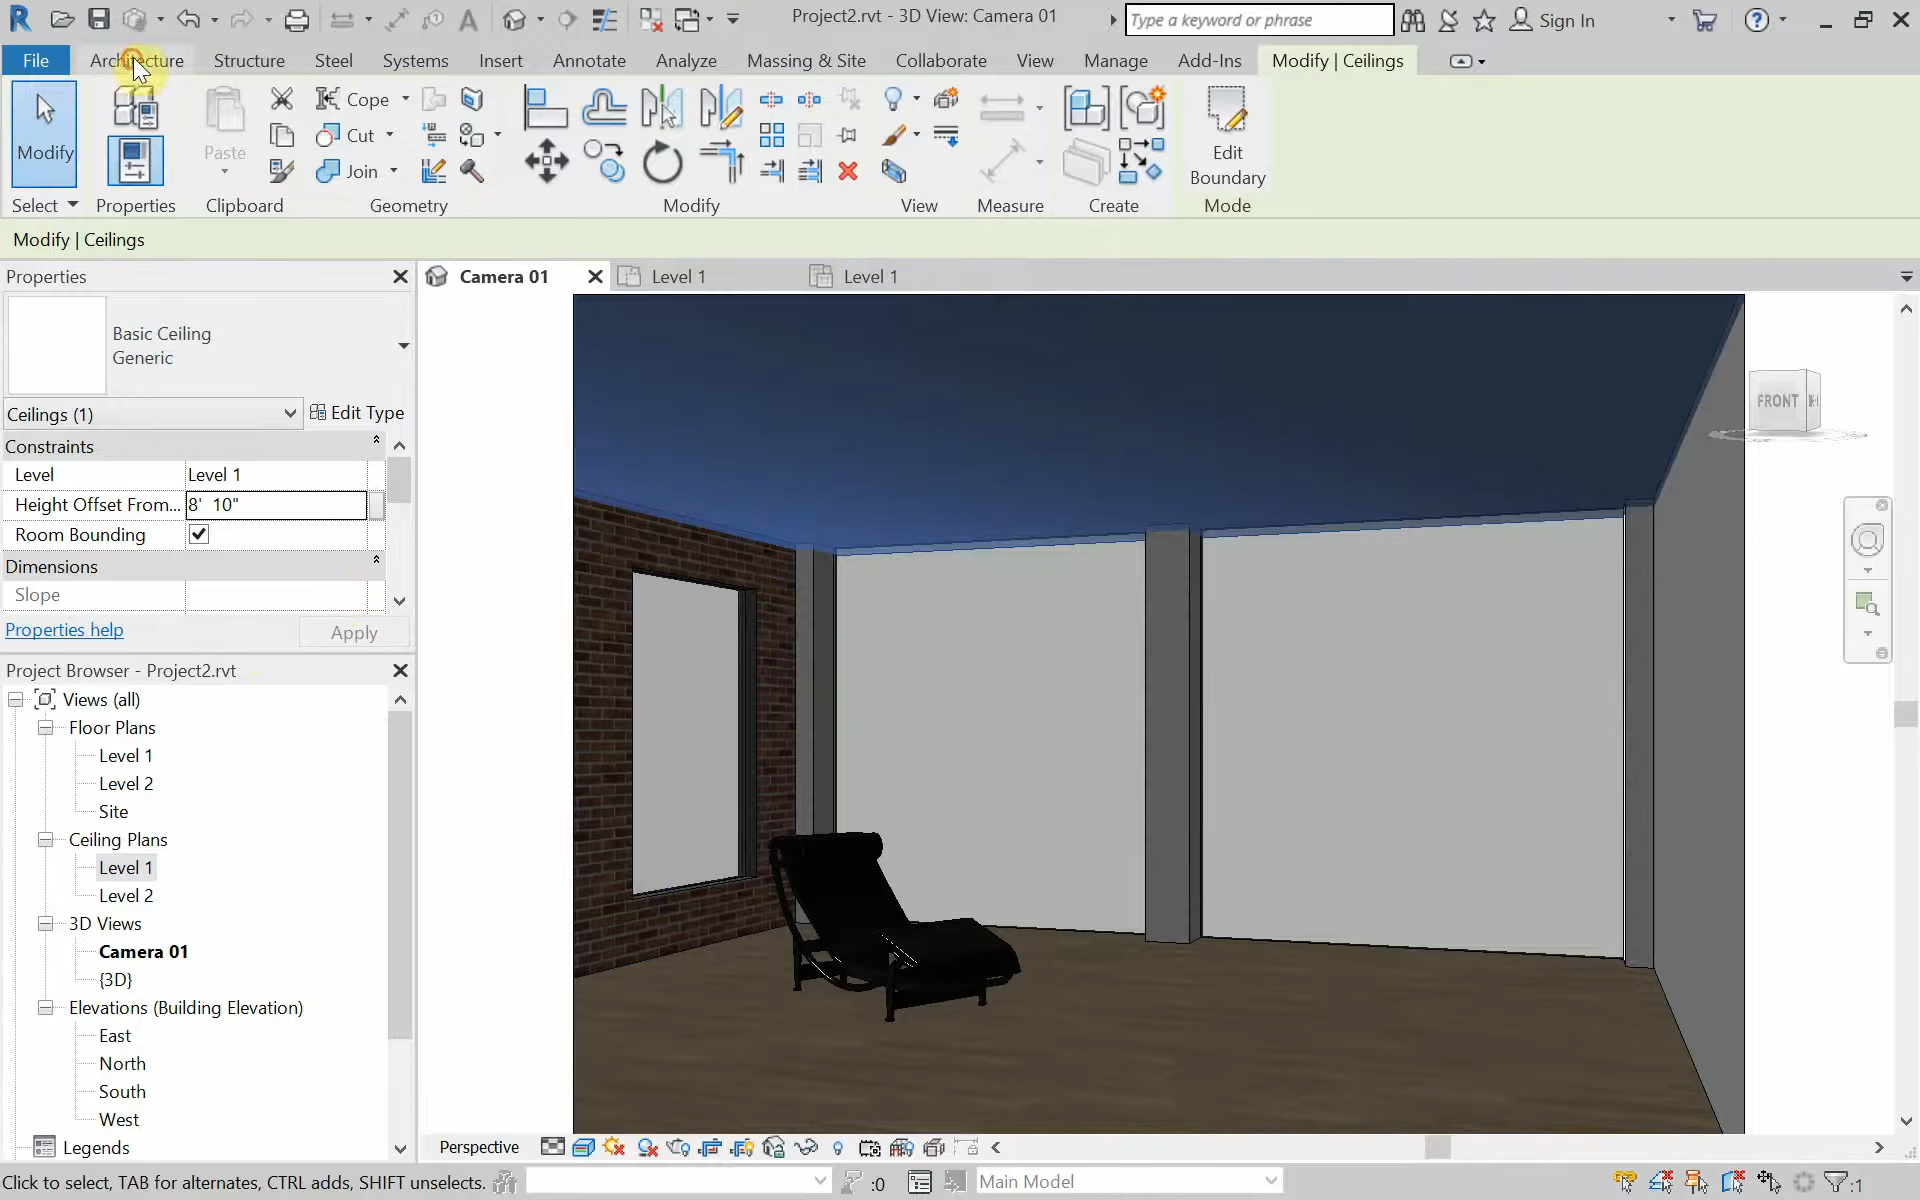 Project2.rvt - 3D View: Camera 01
Type a keyword or phrase
Sign In
File
Architecture
Structure
Steel
Systems
Insert
Annotate
Analyze
Massing & Site
Collaborate
View
Manage
Add-Ins
Modify | Ceilings
Cope
Cut
Join
Modify
Paste
Edit
Boundary
Select
Properties
Clipboard
Geometry
Modify
View
Measure
Create
Mode
Modify | Ceilings
Properties
Camera 01
Level 1
Level 1
Basic Ceiling
Generic
FRONT
Ceilings (1)
Edit Type
Constraints
Level
Level 1
Height Offset From...
8' 10"
Room Bounding
Dimensions
Slope
Properties help
Apply
Project Browser - Project2.rvt
Views (all)
Floor Plans
Level 1
Level 2
Site
Ceiling Plans
Level 1
Level 2
3D Views
Camera 01
{3D}
Elevations (Building Elevation)
East
North
South
West
Legends
Perspective
Click to select, TAB for alternates, CTRL adds, SHIFT unselects.
:0
Main Model
:1